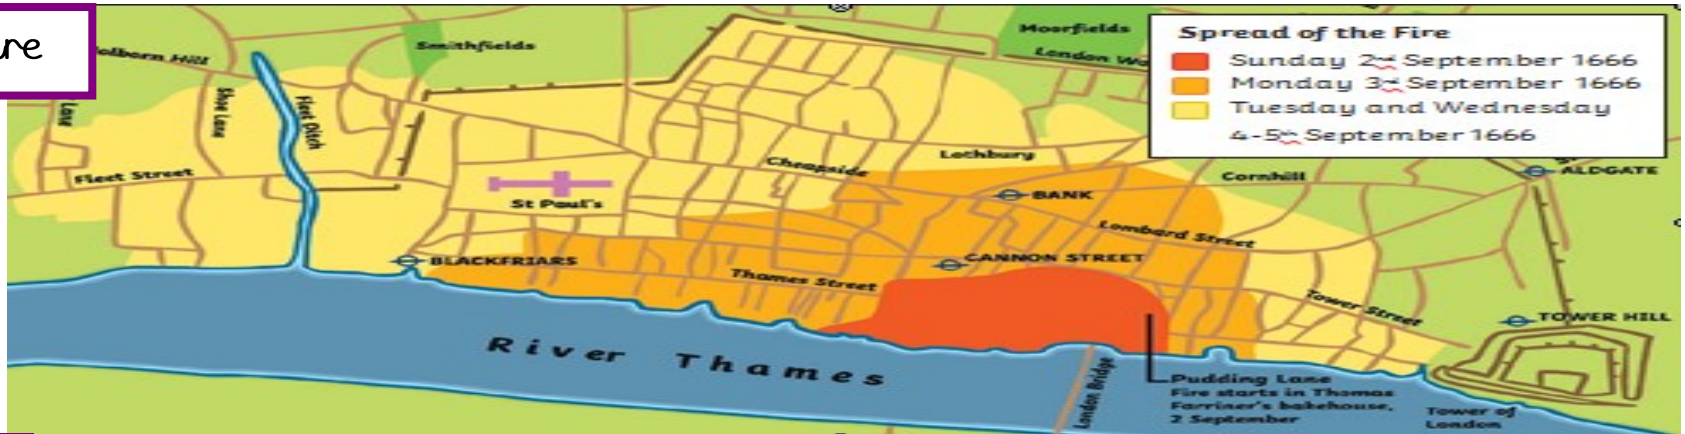 re
Holborn Hill
Smithfields
Moorfields
London Wa
Spread of the Fire
Sunday 2nd September 1666
Monday 3rd September 1666
Tuesday and Wednesday
4-5th September 1666
Lane
Shoe Lane
Fleet Ditch
Fleet Street
St Paul's
Cheapside
Lothbury
BANK
Cornhill
ALDGATE
Lombard Street
BLACKFRIARS
CANNON STREET
Thames Street
Tower Street
TOWER HILL
River Thames
London Bridge
Pudding Lane
Fire starts in Thomas
Farriner's bakehouse,
2 September
Tower of
London